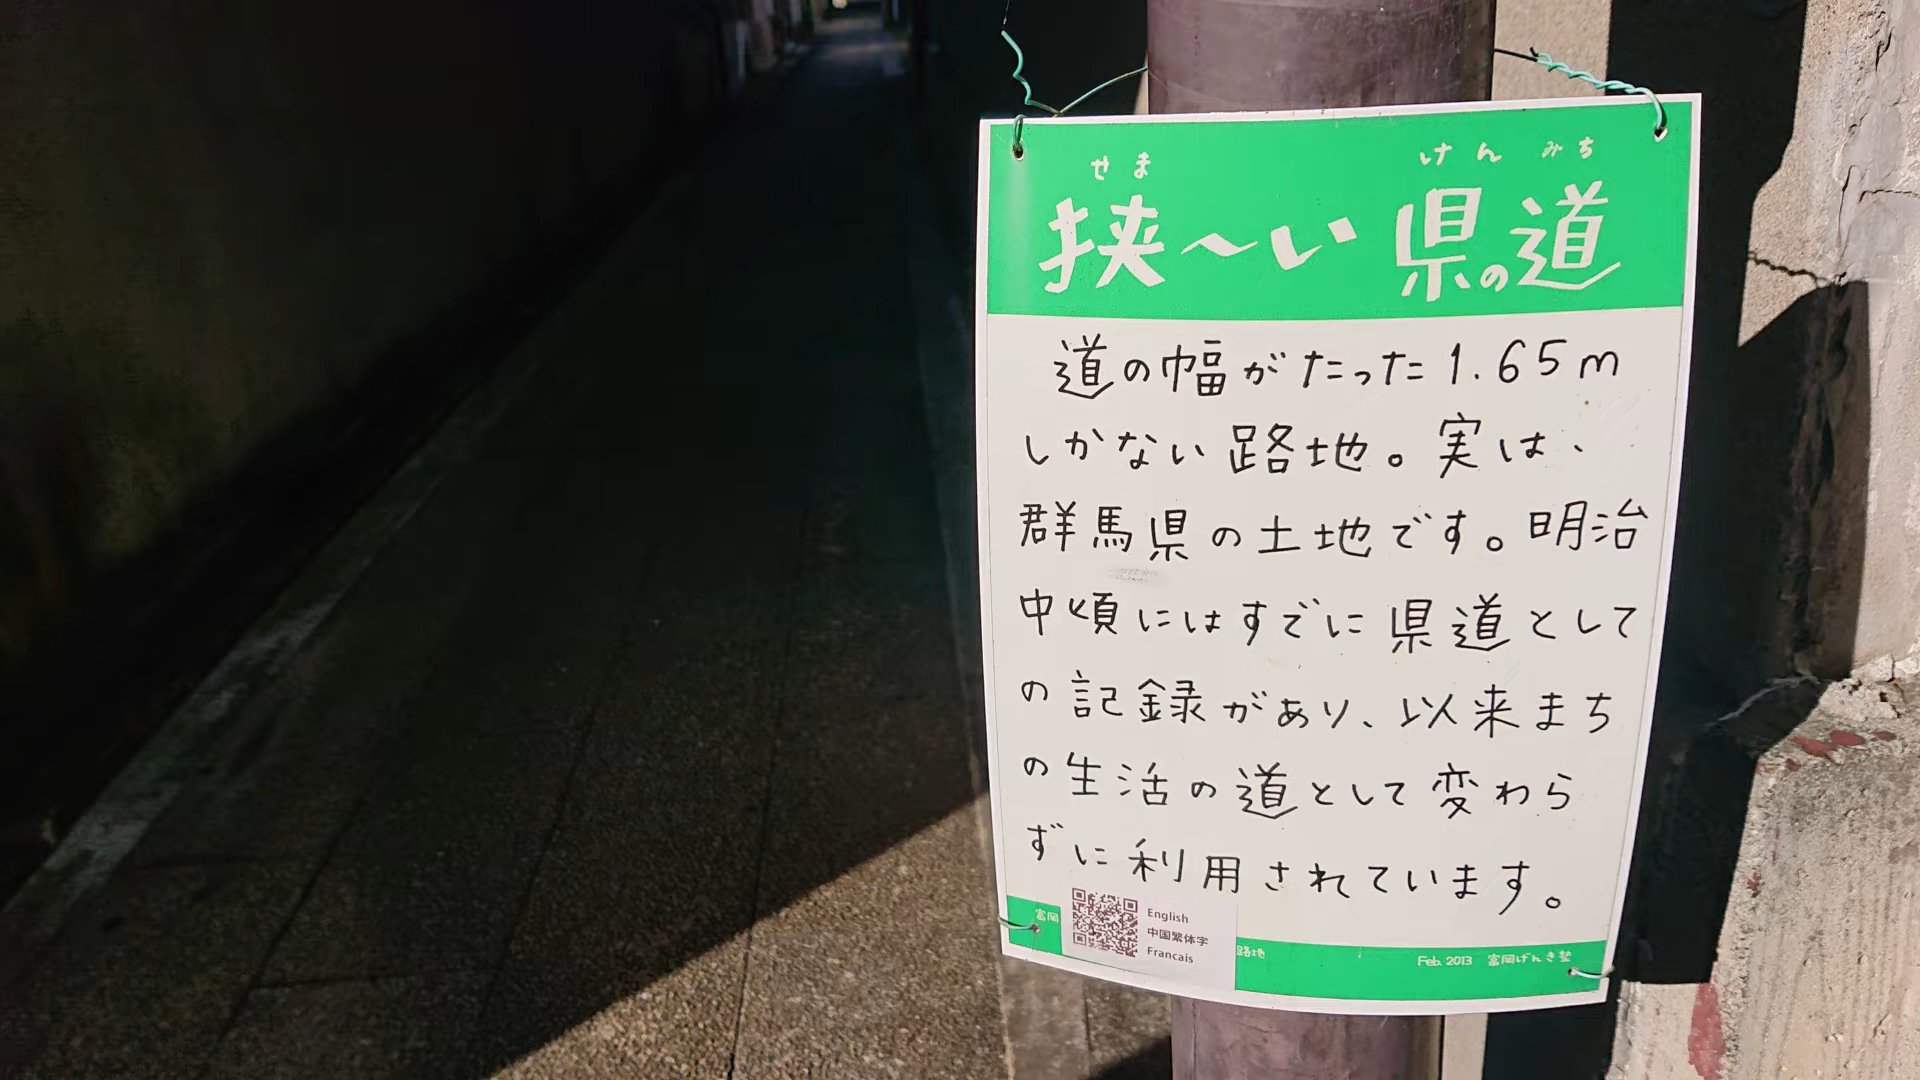 せま けんみち
挟〜い 県の道
道の幅がたった1.65m
しかない路地。実は、
群馬県の土地です。明治
中頃にはすでに県道として
の記録があり、以来まち
の生活の道として変わら
ずに利用されています。
富岡
English
中国繁体字
Francais
路地
Feb. 2013 富岡げんき塾